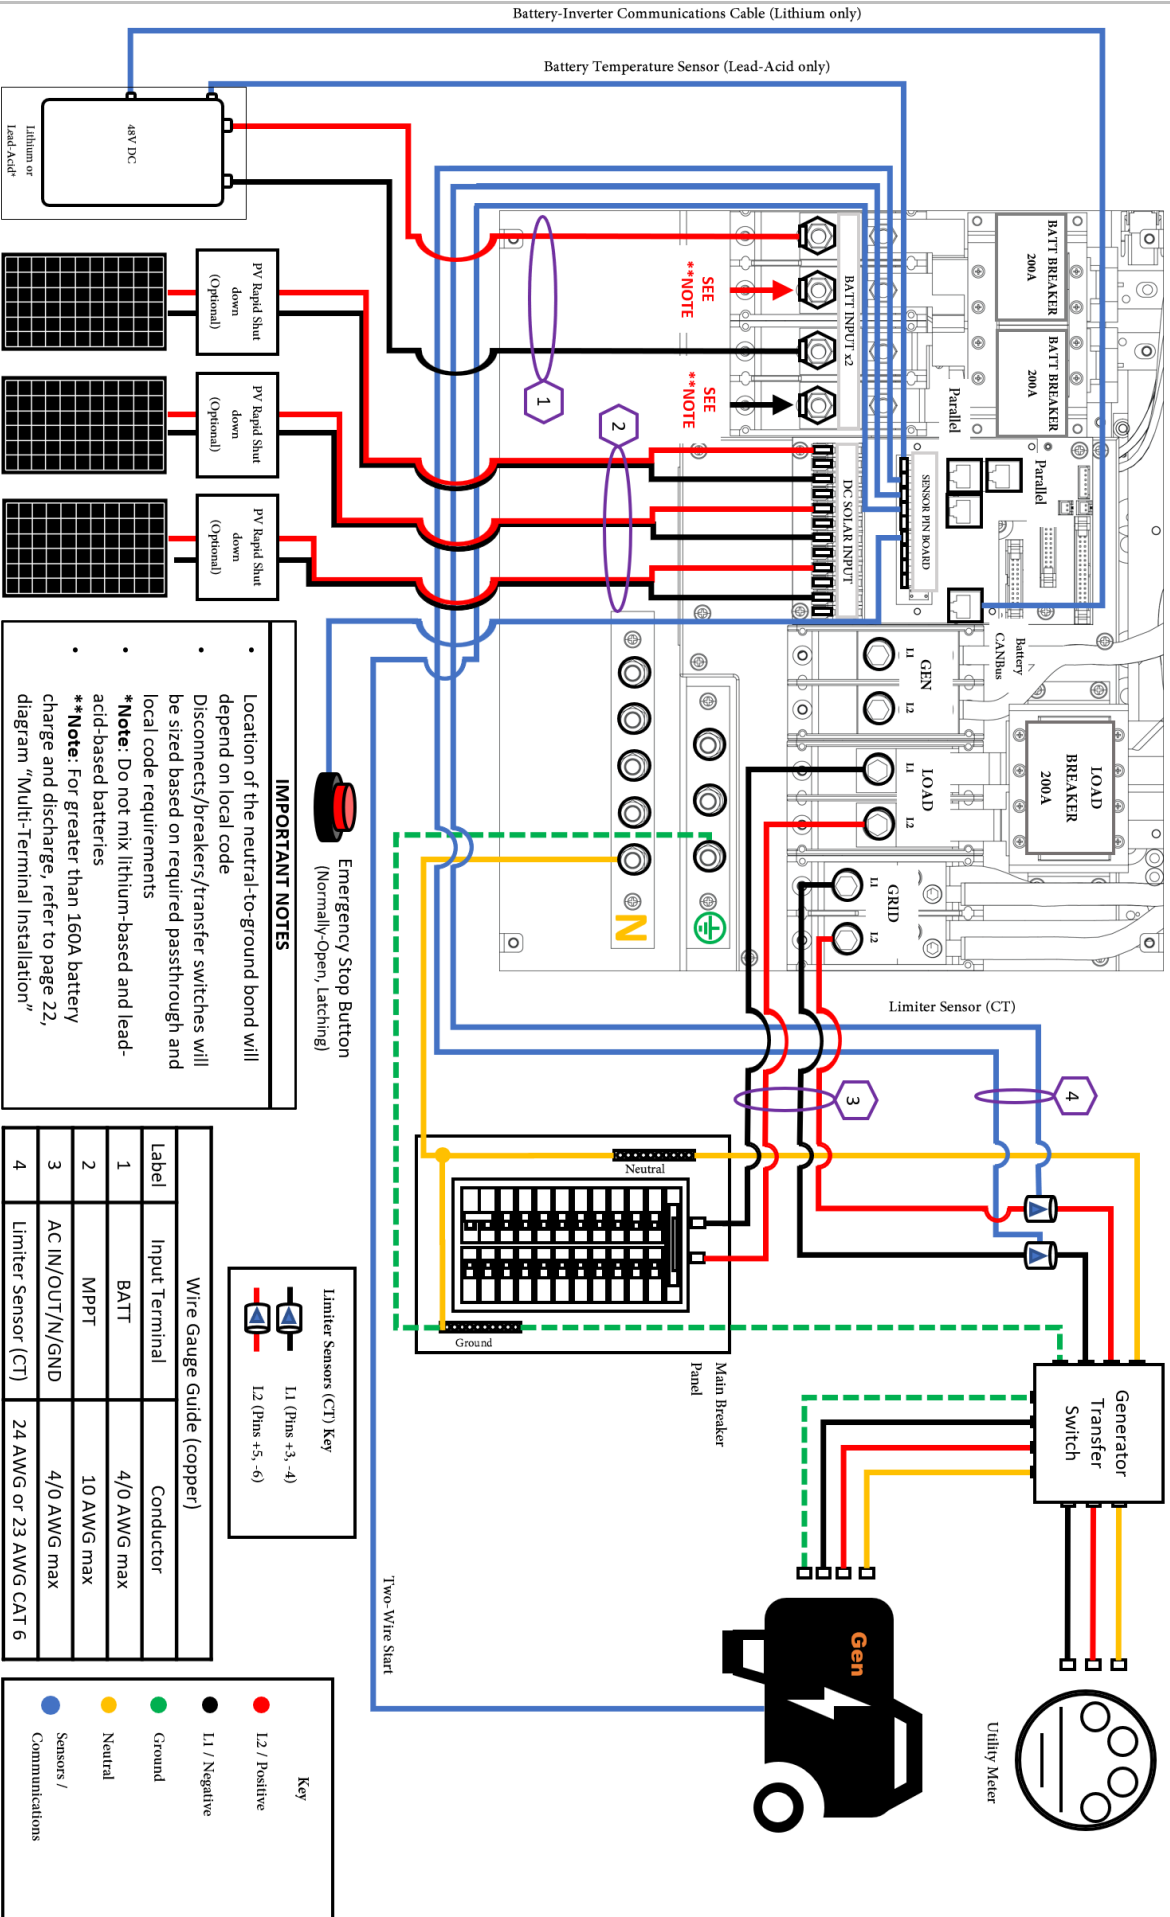 Battery-Inverter Communications Cable (Lithium only)
Battery Temperature Sensor (Lead-Acid only)
48V DC
Lithium or
Lead-Acid*
PV Rapid Shut
down
(Optional)
PV Rapid Shut
down
(Optional)
PV Rapid Shut
down
(Optional)
BATT BREAKER
200A
BATT BREAKER
200A
BATT INPUT x2
SEE
**NOTE
SEE
**NOTE
1
2
Parallel
Parallel
SENSOR PIN BOARD
DC SOLAR INPUT
Battery
CANBus
GEN
L1
L2
LOAD
L1
L2
LOAD
BREAKER
200A
GRID
L1
L2
N
Limiter Sensor (CT)
3
4
Emergency Stop Button
(Normally-Open, Latching)
IMPORTANT NOTES
• Location of the neutral-to-ground bond will
depend on local code
• Disconnects/breakers/transfer switches will
be sized based on required passthrough and
local code requirements
• *Note: Do not mix lithium-based and lead-
acid-based batteries
• **Note: For greater than 160A battery
charge and discharge, refer to page 22,
diagram “Multi-Terminal Installation”
Neutral
Ground
Main Breaker
Panel
Generator
Transfer
Switch
Gen
Utility Meter
Two-Wire Start
Limiter Sensors (CT) Key
L1 (Pins +3, -4)
L2 (Pins +5, -6)
Wire Gauge Guide (copper)
Label Input Terminal Conductor
1 BATT 4/0 AWG max
2 MPPT 10 AWG max
3 AC IN/OUT/N/GND 4/0 AWG max
4 Limiter Sensor (CT) 24 AWG or 23 AWG CAT 6
Key
L2 / Positive
L1 / Negative
Ground
Neutral
Sensors /
Communications